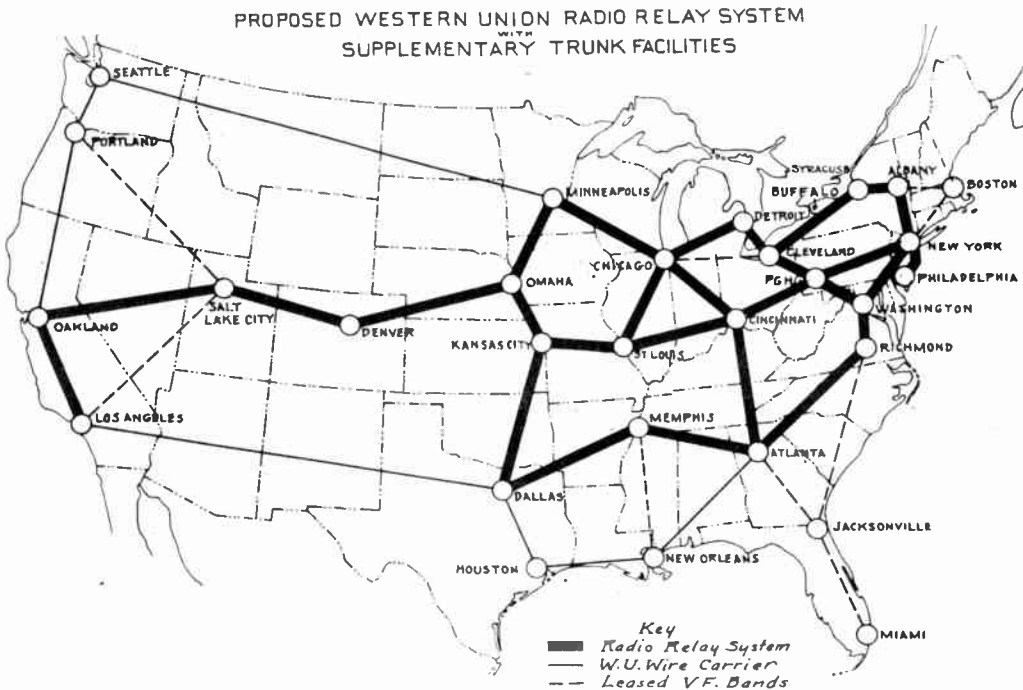 PROPOSED WESTERN UNION RADIO RELAY SYSTEM
WITH
SUPPLEMENTARY TRUNK FACILITIES
SEATTLE
PORTLAND
MINNEAPOLIS
SYRACUSE
ALBANY
BUFFALO
BOSTON
DETROIT
CHICAGO
CLEVELAND
NEW YORK
PGH
PHILADELPHIA
OMAHA
SALT
LAKE CITY
WASHINGTON
OAKLAND
DENVER
CINCINNATI
KANSAS CITY
ST LOUIS
RICHMOND
LOS ANGELES
MEMPHIS
ATLANTA
DALLAS
JACKSONVILLE
HOUSTON
NEW ORLEANS
MIAMI
Key
Radio Relay System
W.U. Wire Carrier
Leased V.F. Bands